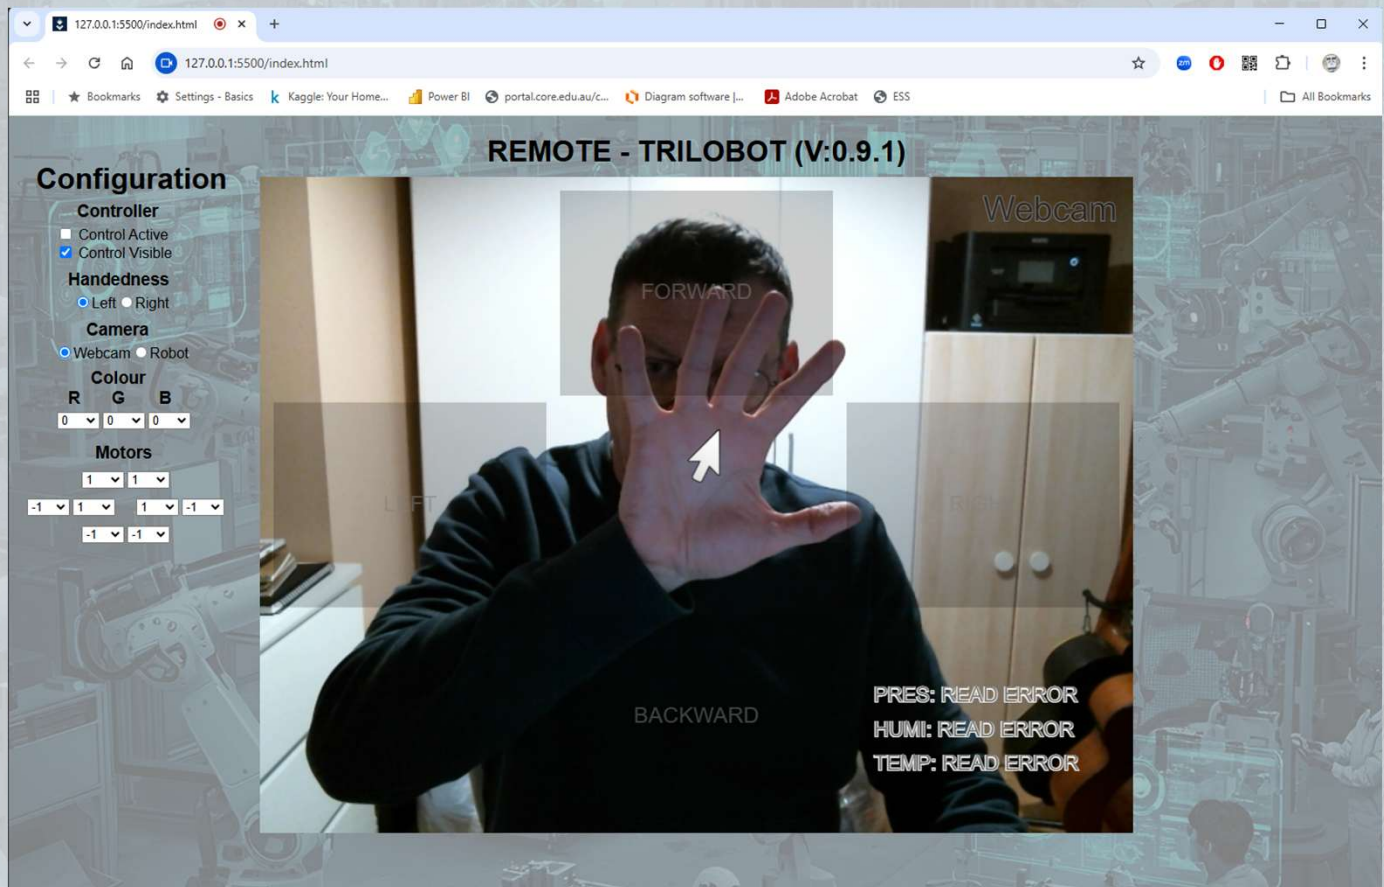 127.0.0.1:5500/index.html
127.0.0.1:5500/index.html
Bookmarks Settings - Basics Kaggle: Your Home... Power BI portal.core.edu.au/c... Diagram software |... Adobe Acrobat ESS All Bookmarks
REMOTE - TRILOBOT (V:0.9.1)
Configuration
Controller
Control Active
Control Visible
Handedness
Left Right
Camera
Webcam Robot
Colour
R G B
0 0 0
Motors
1 1
-1 1 1 -1
-1 -1
Webcam
FORWARD
LEFT RIGHT
BACKWARD
PRES: READ ERROR
HUMI: READ ERROR
TEMP: READ ERROR